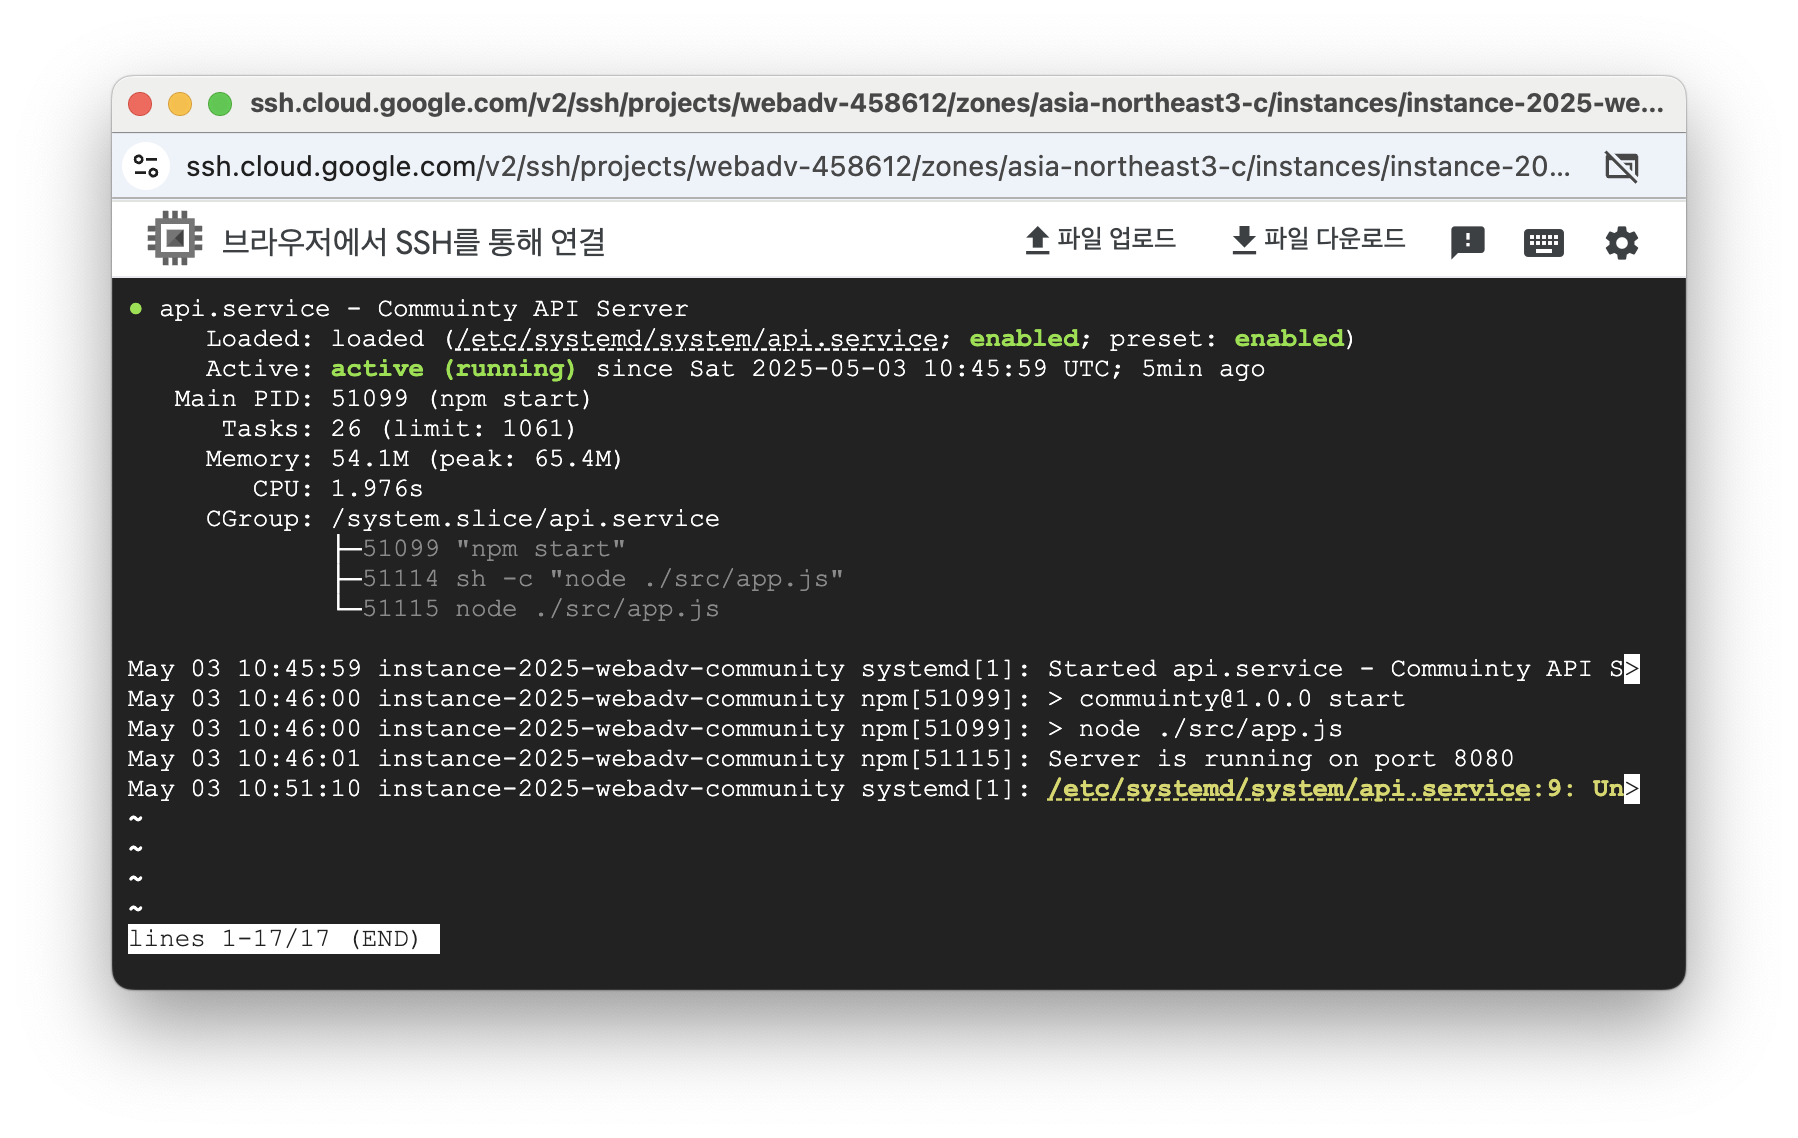 ssh.cloud.google.com/v2/ssh/projects/webadv-458612/zones/asia-northeast3-c/instances/instance-2025-we...
ssh.cloud.google.com/v2/ssh/projects/webadv-458612/zones/asia-northeast3-c/instances/instance-20...
브라우저에서 SSH를 통해 연결 파일 업로드 파일 다운로드
● api.service - Commuinty API Server
Loaded: loaded (/etc/systemd/system/api.service; enabled; preset: enabled)
Active: active (running) since Sat 2025-05-03 10:45:59 UTC; 5min ago
Main PID: 51099 (npm start)
Tasks: 26 (limit: 1061)
Memory: 54.1M (peak: 65.4M)
CPU: 1.976s
CGroup: /system.slice/api.service
├─51099 "npm start"
├─51114 sh -c "node ./src/app.js"
└─51115 node ./src/app.js
May 03 10:45:59 instance-2025-webadv-community systemd[1]: Started api.service - Commuinty API S>
May 03 10:46:00 instance-2025-webadv-community npm[51099]: > commuinty@1.0.0 start
May 03 10:46:00 instance-2025-webadv-community npm[51099]: > node ./src/app.js
May 03 10:46:01 instance-2025-webadv-community npm[51115]: Server is running on port 8080
May 03 10:51:10 instance-2025-webadv-community systemd[1]: /etc/systemd/system/api.service:9: Un>
~
~
~
~
lines 1-17/17 (END)